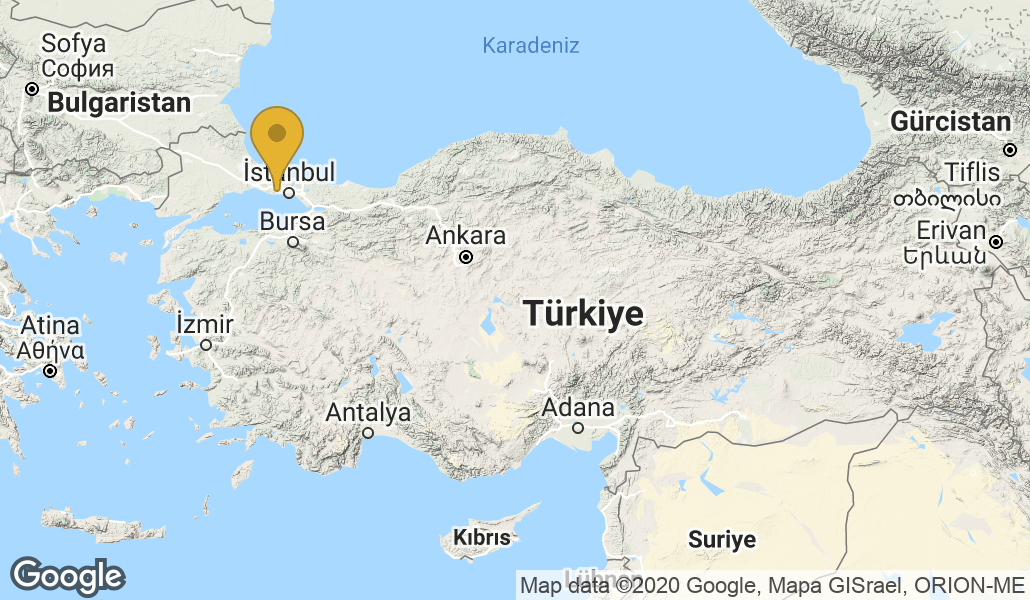 Karadeniz
Sofya
София
Bulgaristan
Gürcistan
Tiflis
თბილისი
İstanbul
Bursa
Ankara
Erivan
Երևան
Türkiye
Atina
Αθήνα
İzmir
Antalya
Adana
Kıbrıs
Suriye
Lübnan
Google
Map data ©2020 Google, Mapa GISrael, ORION-ME